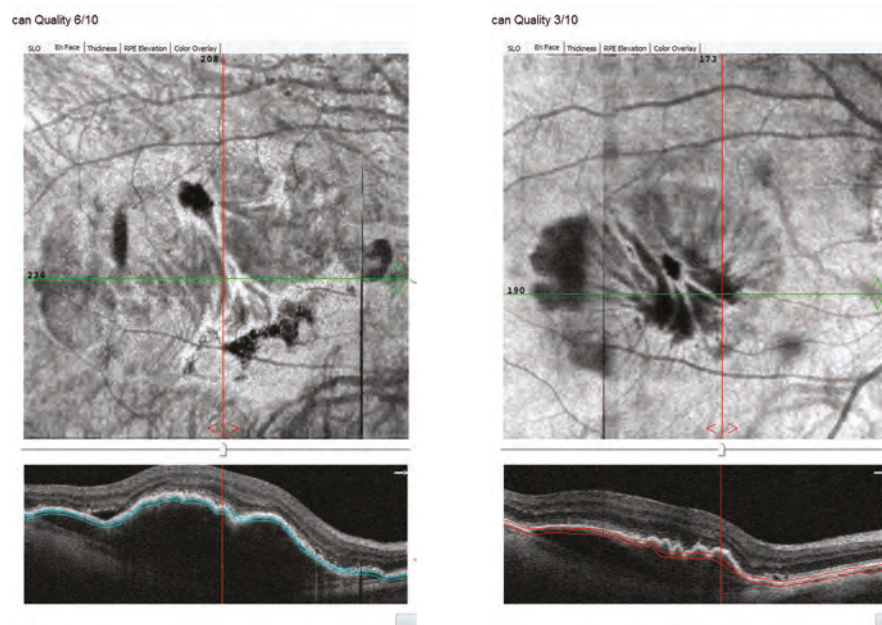 can Quality 6/10
SLO En Face Thickness RPE Elevation Color Overlay
208
236
can Quality 3/10
SLO En Face Thickness RPE Elevation Color Overlay
173
190